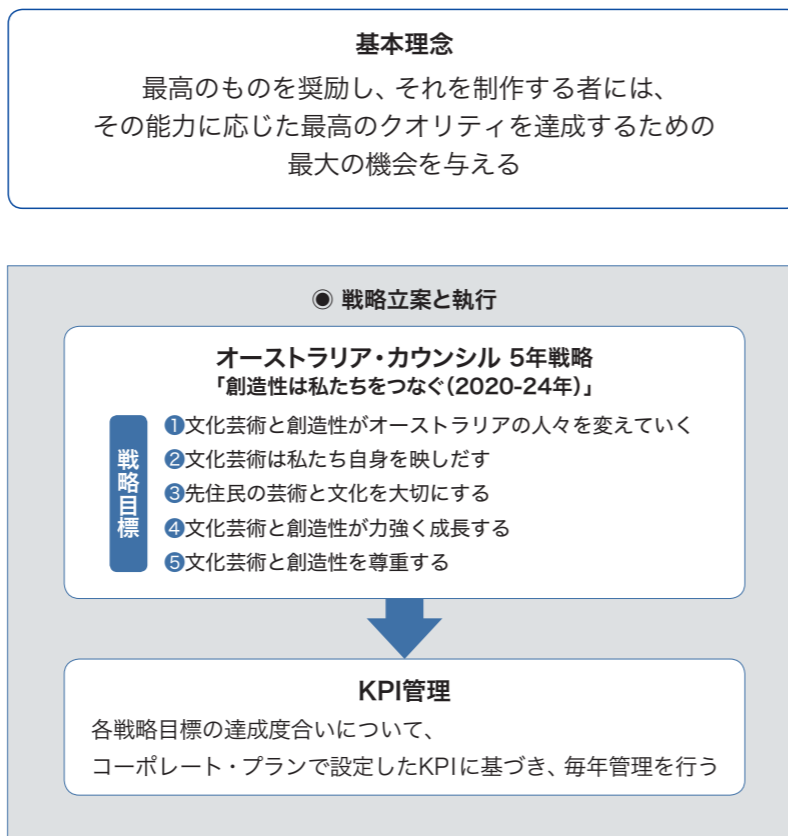 基本理念
最高のものを奨励し、それを制作する者には、
その能力に応じた最高のクオリティを達成するための
最大の機会を与える
◉ 戦略立案と執行
オーストラリア・カウンシル 5年戦略
「創造性は私たちをつなぐ(2020-24年)」
戦略目標
❶文化芸術と創造性がオーストラリアの人々を変えていく
❷文化芸術は私たち自身を映しだす
❸先住民の芸術と文化を大切にする
❹文化芸術と創造性が力強く成長する
❺文化芸術と創造性を尊重する
KPI管理
各戦略目標の達成度合いについて、
コーポレート・プランで設定したKPIに基づき、毎年管理を行う